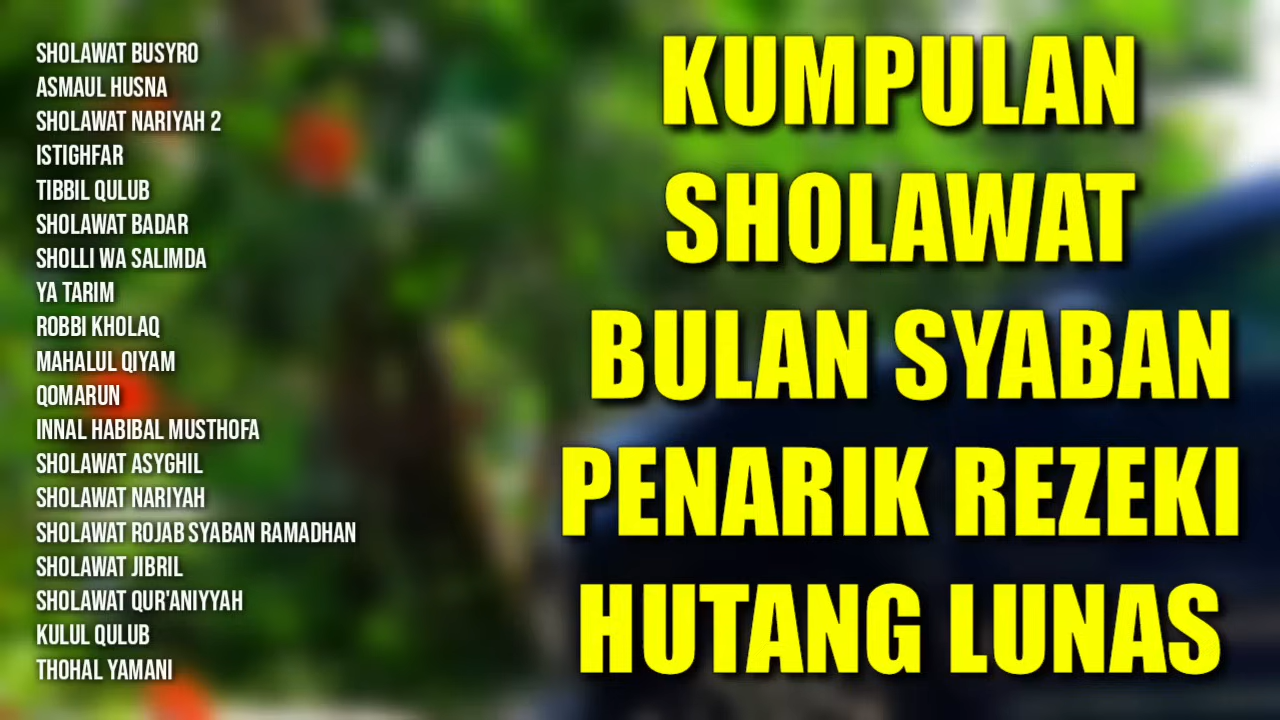 SHOLAWAT BUSYRO
ASMAUL HUSNA
SHOLAWAT NARIYAH 2
ISTIGHFAR
TIBBIL QULUB
SHOLAWAT BADAR
SHOLLI WA SALIMDA
YA TARIM
ROBBI KHOLAQ
MAHALUL QIYAM
QOMARUN
INNAL HABIBAL MUSTHOFA
SHOLAWAT ASYGHIL
SHOLAWAT NARIYAH
SHOLAWAT ROJAB SYABAN RAMADHAN
SHOLAWAT JIBRIL
SHOLAWAT QUR'ANIYYAH
KULUL QULUB
THOHAL YAMANI
KUMPULAN
SHOLAWAT
BULAN SYABAN
PENARIK REZEKI
HUTANG LUNAS